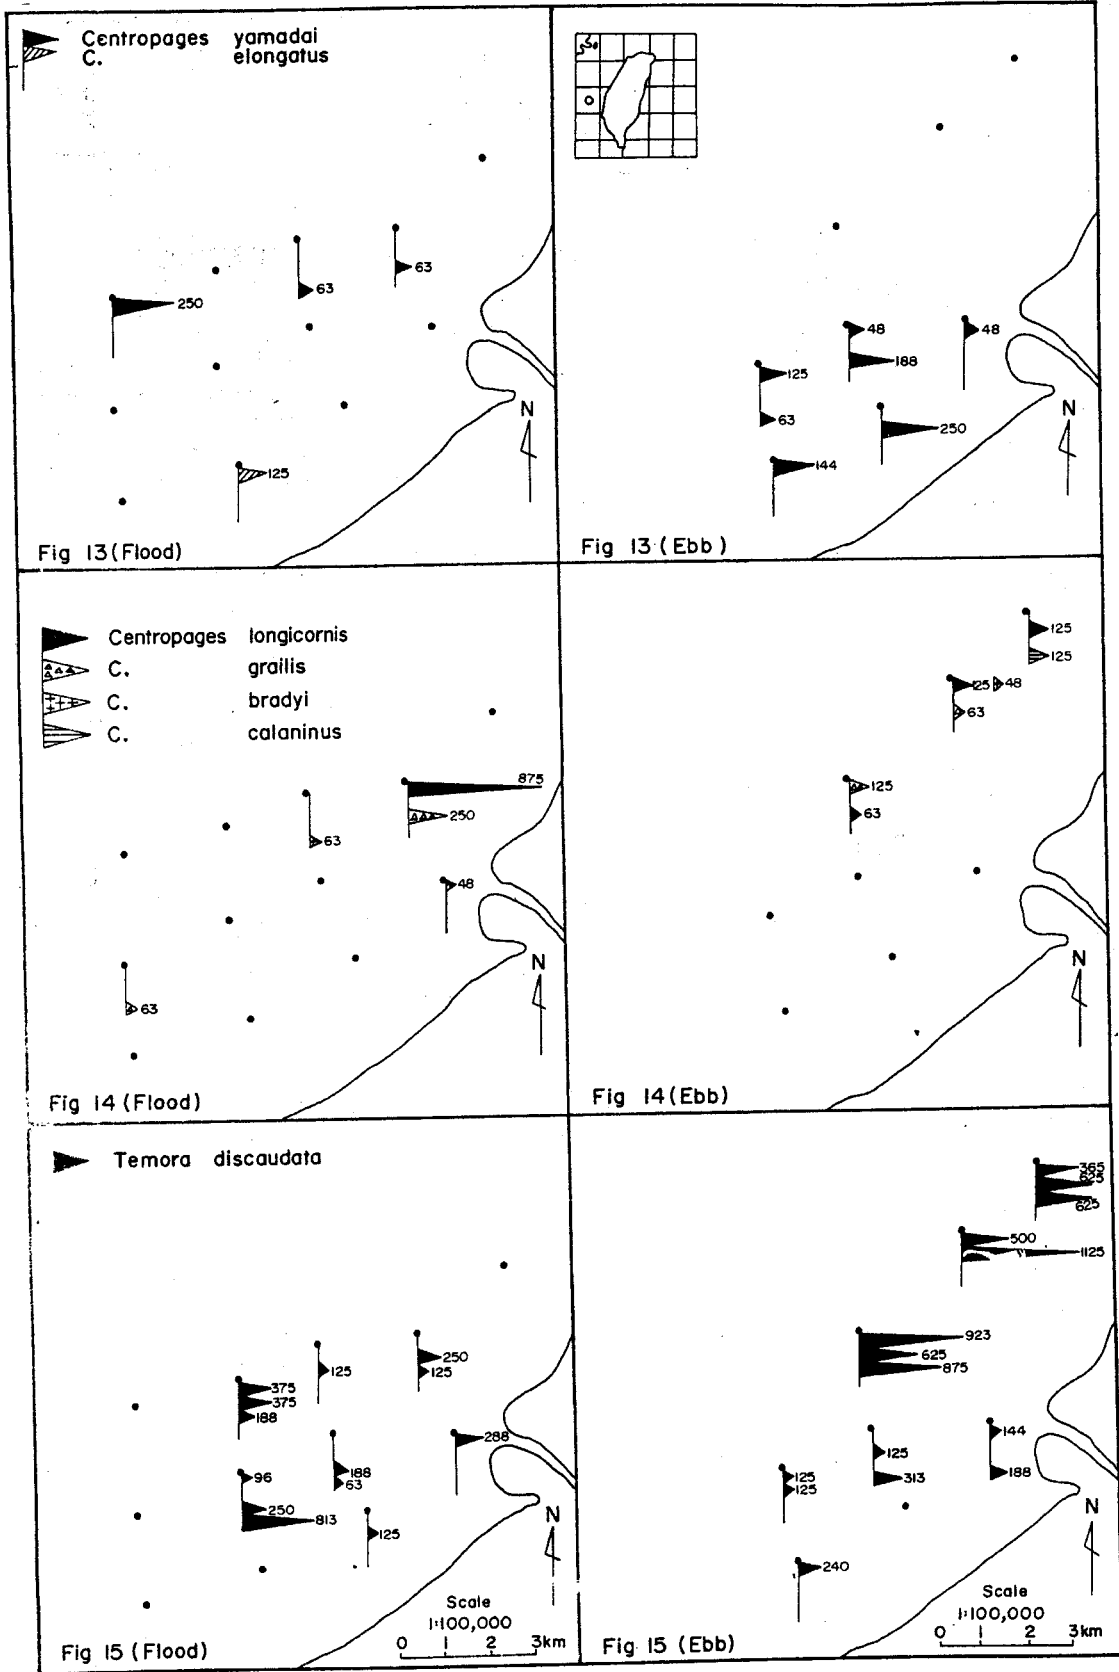 Centropages yamadai
C. elongatus
63
63
250
125
N
Fig 13 (Flood)
48
48
188
125
63
250
144
N
Fig 13 (Ebb)
Centropages longicornis
C. grailis
C. bradyi
C. calaninus
875
250
63
48
63
N
Fig 14 (Flood)
125
125
125 48
63
125
63
N
Fig 14 (Ebb)
Temora discaudata
250
125
125
375
375
188
288
188
63
96
250
813
125
N
Scale
1:100,000
0 1 2 3km
Fig 15 (Flood)
365
625
625
500
1125
923
625
875
144
188
125
313
125
125
240
N
Scale
1:100,000
0 1 2 3km
Fig 15 (Ebb)